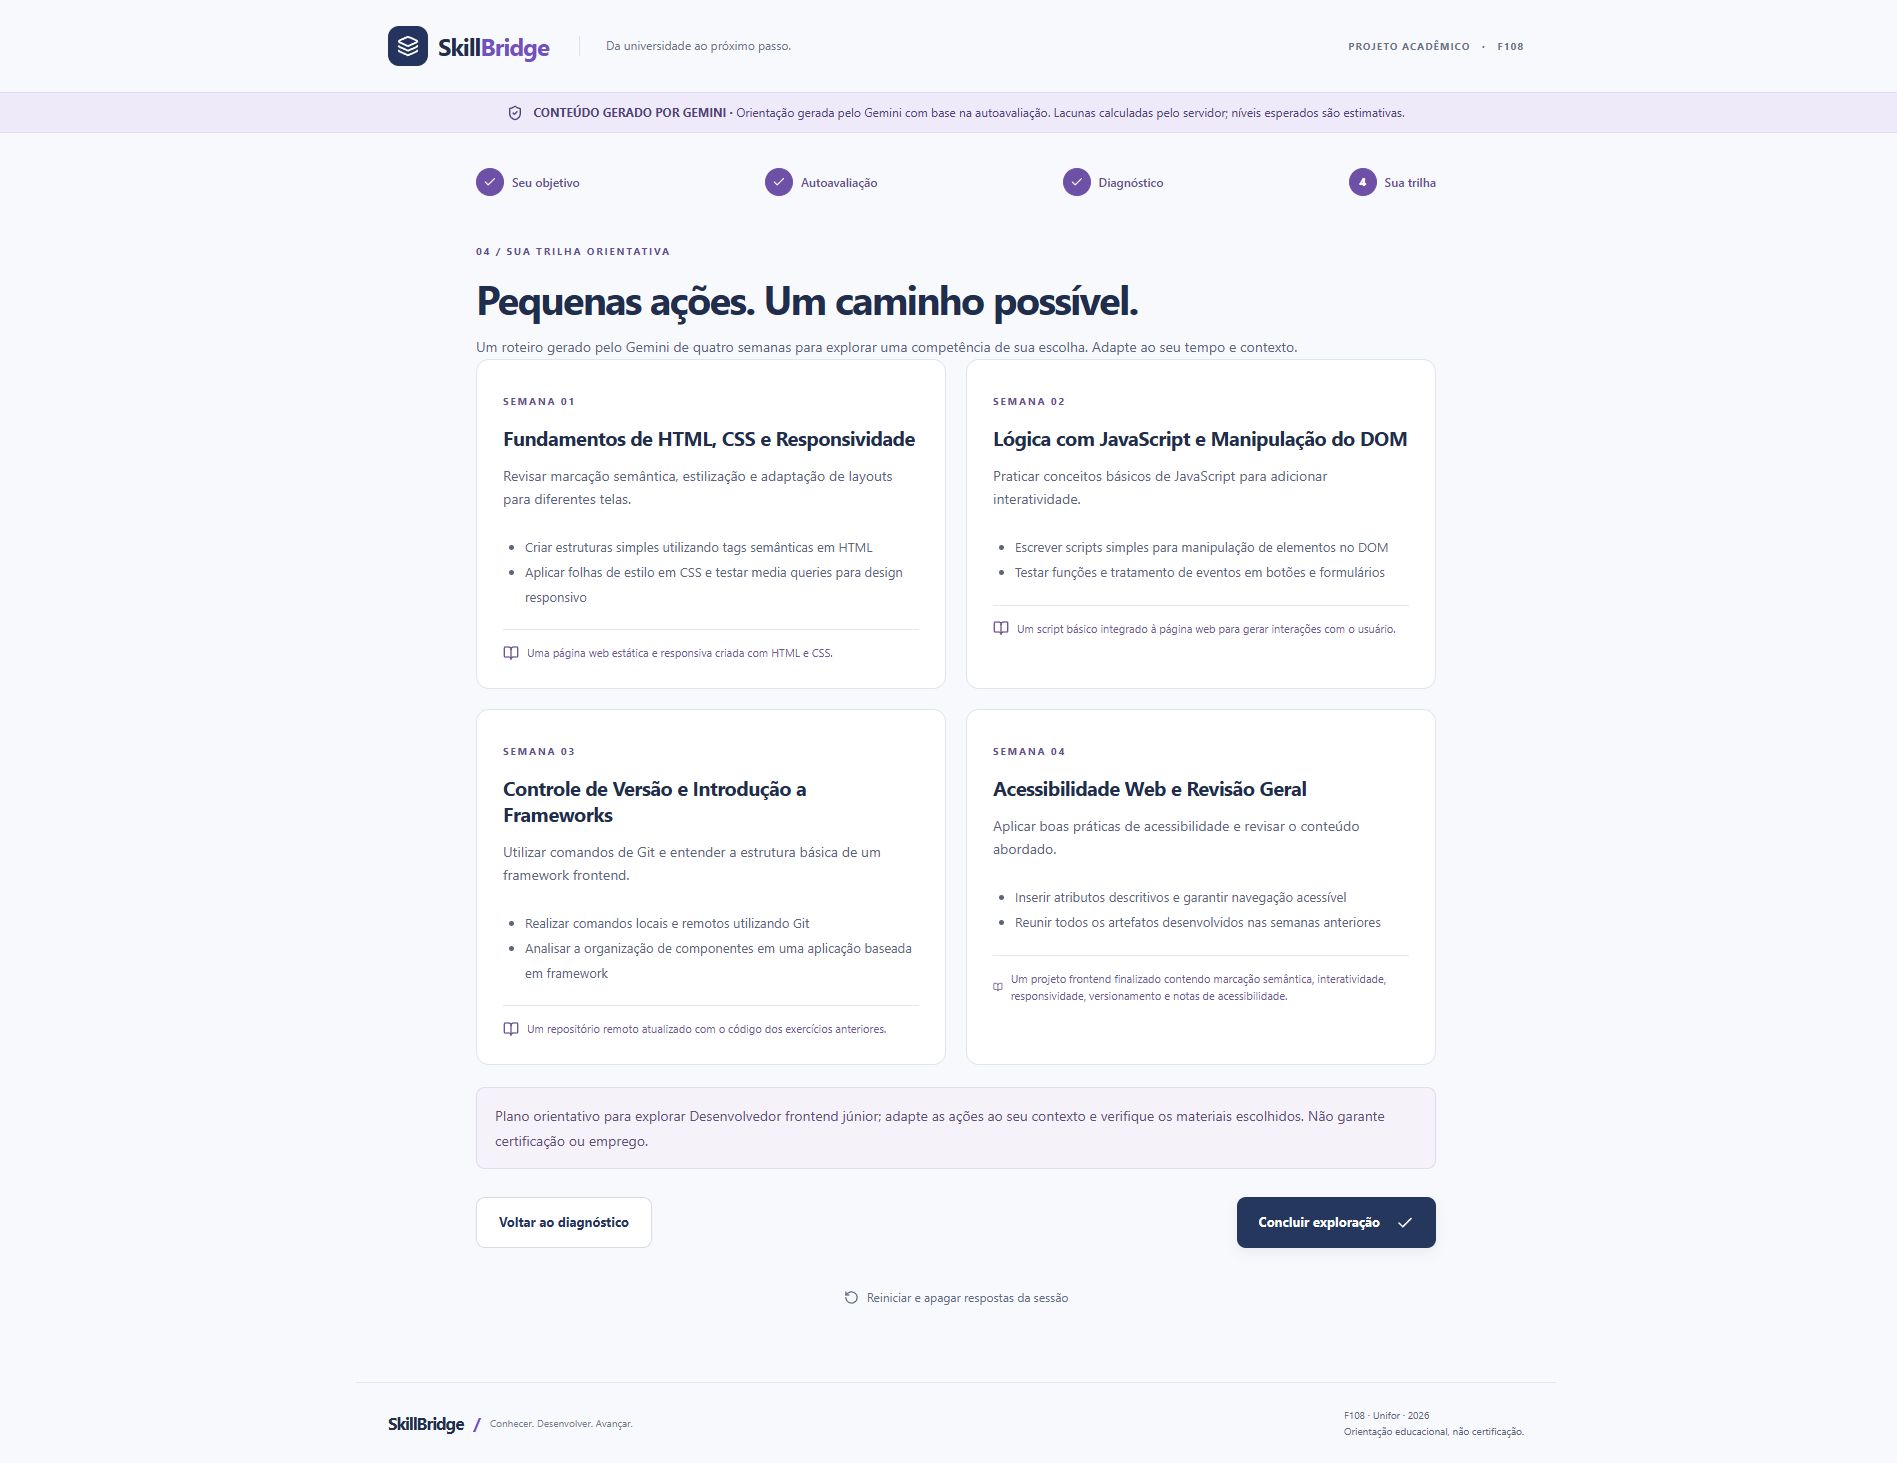 SkillBridge
Da universidade ao próximo passo.
PROJETO ACADÊMICO · F108
CONTEÚDO GERADO POR GEMINI · Orientação gerada pelo Gemini com base na autoavaliação. Lacunas calculadas pelo servidor; níveis esperados são estimativas.
Seu objetivo
Autoavaliação
Diagnóstico
4 Sua trilha
04 / SUA TRILHA ORIENTATIVA
Pequenas ações. Um caminho possível.
Um roteiro gerado pelo Gemini de quatro semanas para explorar uma competência de sua escolha. Adapte ao seu tempo e contexto.
SEMANA 01
Fundamentos de HTML, CSS e Responsividade
Revisar marcação semântica, estilização e adaptação de layouts
para diferentes telas.
• Criar estruturas simples utilizando tags semânticas em HTML
• Aplicar folhas de estilo em CSS e testar media queries para design
responsivo
Uma página web estática e responsiva criada com HTML e CSS.
SEMANA 02
Lógica com JavaScript e Manipulação do DOM
Praticar conceitos básicos de JavaScript para adicionar
interatividade.
• Escrever scripts simples para manipulação de elementos no DOM
• Testar funções e tratamento de eventos em botões e formulários
Um script básico integrado à página web para gerar interações com o usuário.
SEMANA 03
Controle de Versão e Introdução a
Frameworks
Utilizar comandos de Git e entender a estrutura básica de um
framework frontend.
• Realizar comandos locais e remotos utilizando Git
• Analisar a organização de componentes em uma aplicação baseada
em framework
Um repositório remoto atualizado com o código dos exercícios anteriores.
SEMANA 04
Acessibilidade Web e Revisão Geral
Aplicar boas práticas de acessibilidade e revisar o conteúdo
abordado.
• Inserir atributos descritivos e garantir navegação acessível
• Reunir todos os artefatos desenvolvidos nas semanas anteriores
Um projeto frontend finalizado contendo marcação semântica, interatividade,
responsividade, versionamento e notas de acessibilidade.
Plano orientativo para explorar Desenvolvedor frontend júnior; adapte as ações ao seu contexto e verifique os materiais escolhidos. Não garante
certificação ou emprego.
Voltar ao diagnóstico
Concluir exploração
Reiniciar e apagar respostas da sessão
SkillBridge / Conhecer. Desenvolver. Avançar.
F108 · Unifor · 2026
Orientação educacional, não certificação.